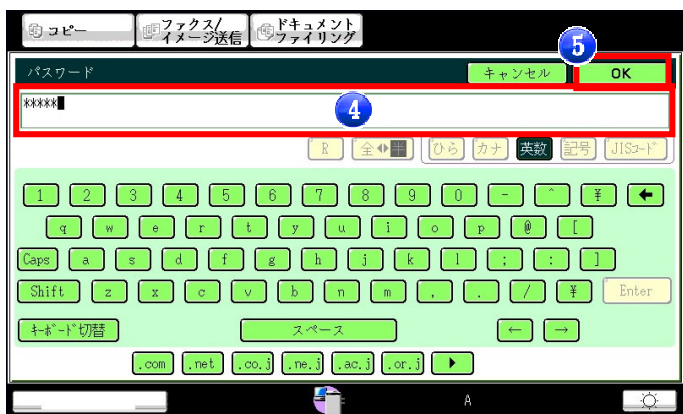 コピー
ファクス/
イメージ送信
ドキュメント
ファイリング
5
パスワード
キャンセル
OK
*****
4
R 全 半 ひら カナ 英数 記号 JISコード
1 2 3 4 5 6 7 8 9 0 - ^ ¥ ←
q w e r t y u i o p @ [
Caps a s d f g h j k l ; : ]
Shift z x c v b n m , . / ¥ Enter
キーボード切替 スペース ← →
.com .net .co.j .ne.j .ac.j .or.j
A